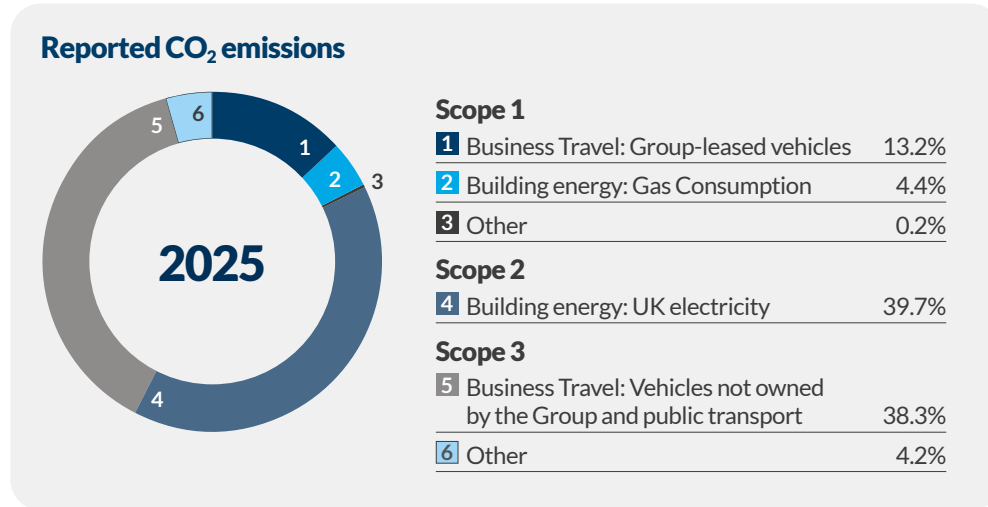 Reported CO₂ emissions
6
5
1
2
3
2025
4
Scope 1
1 Business Travel: Group-leased vehicles 13.2%
2 Building energy: Gas Consumption 4.4%
3 Other 0.2%
Scope 2
4 Building energy: UK electricity 39.7%
Scope 3
5 Business Travel: Vehicles not owned
by the Group and public transport 38.3%
6 Other 4.2%